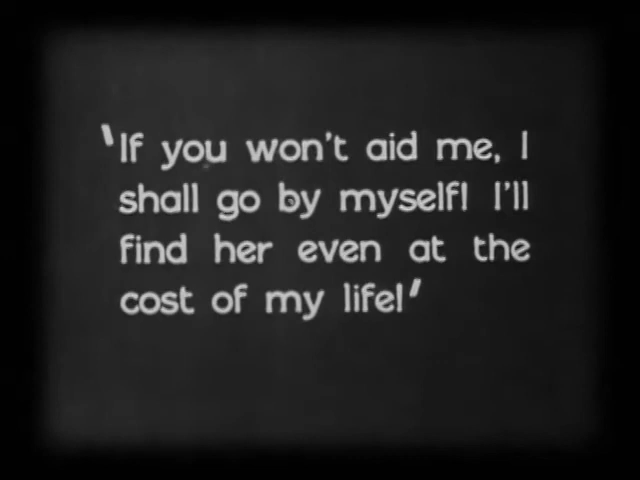 'If you won't aid me, I
shall go by myself! I'll
find her even at the
cost of my life!'